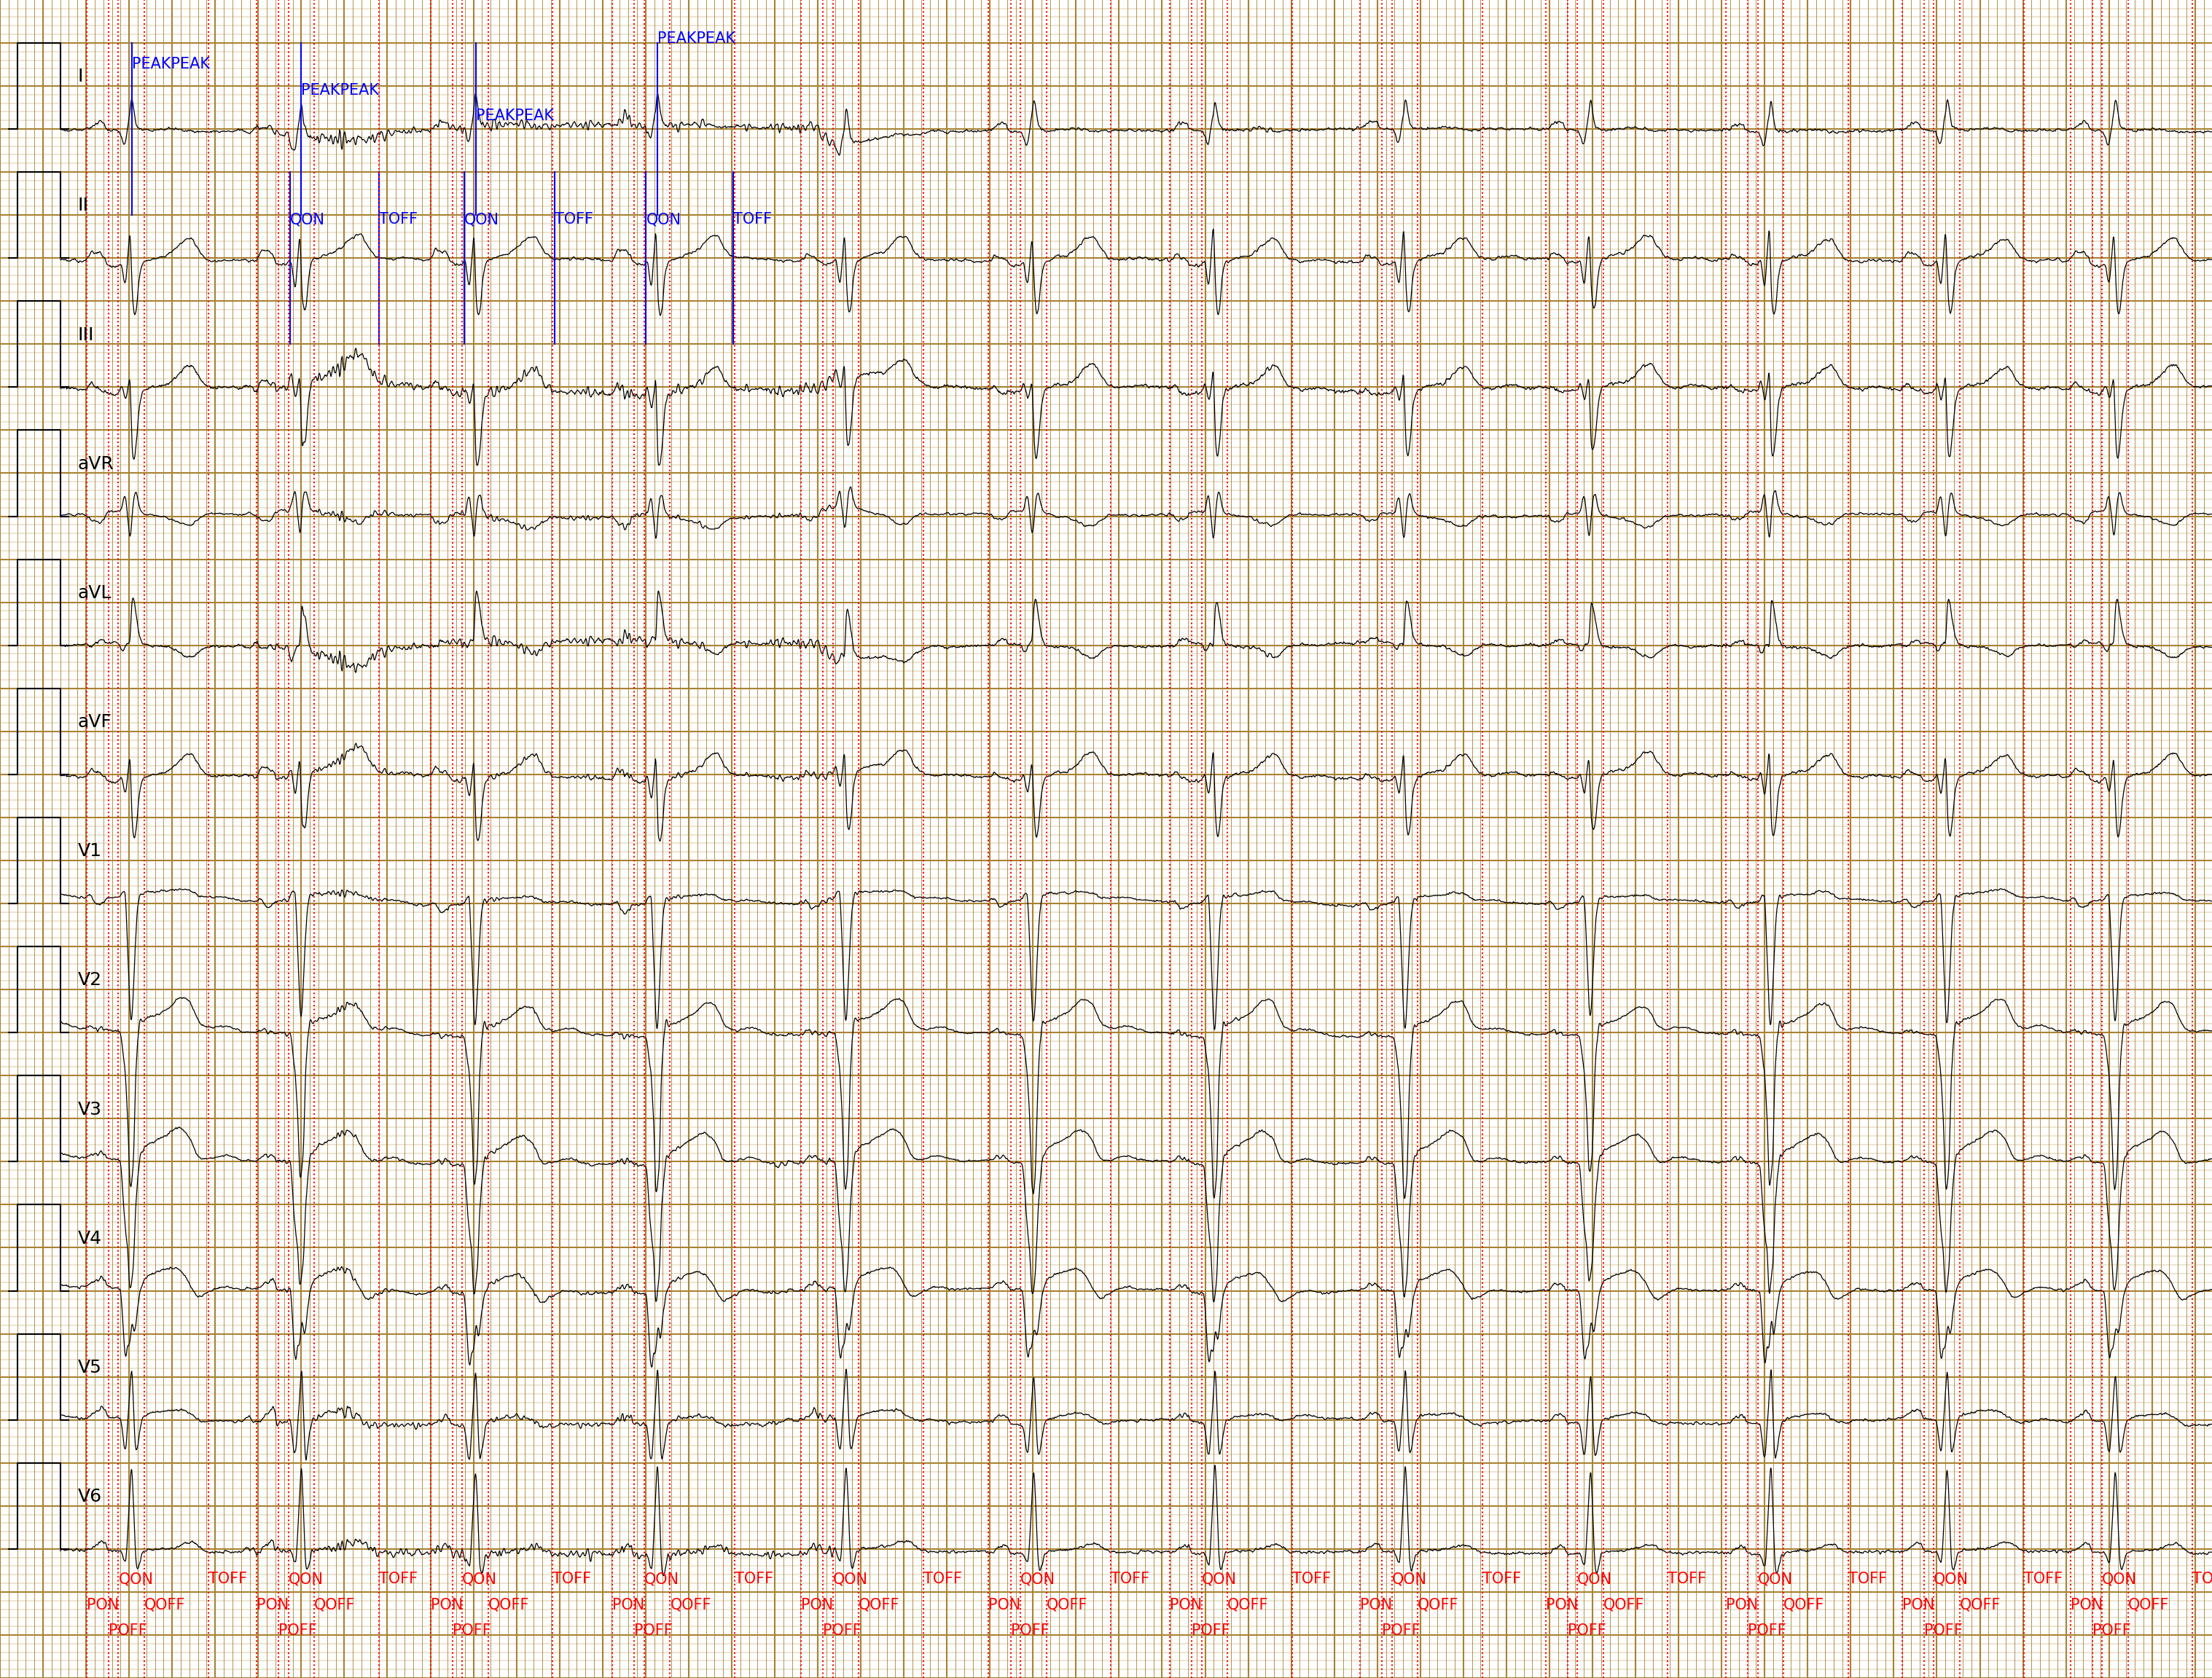 PEAKPEAK
I PEAKPEAK
PEAKPEAK
PEAKPEAK
II
QON TOFF QON TOFF QON TOFF
III
aVR
aVL
aVF
V1
V2
V3
V4
V5
V6
QON TOFF QON TOFF QON TOFF QON TOFF QON TOFF QON TOFF QON TOFF QON TOFF QON TOFF QON TOFF QON TOFF QON TO
PON QOFF PON QOFF PON QOFF PON QOFF PON QOFF PON QOFF PON QOFF PON QOFF PON QOFF PON QOFF PON QOFF PON QOFF
POFF POFF POFF POFF POFF POFF POFF POFF POFF POFF POFF POFF